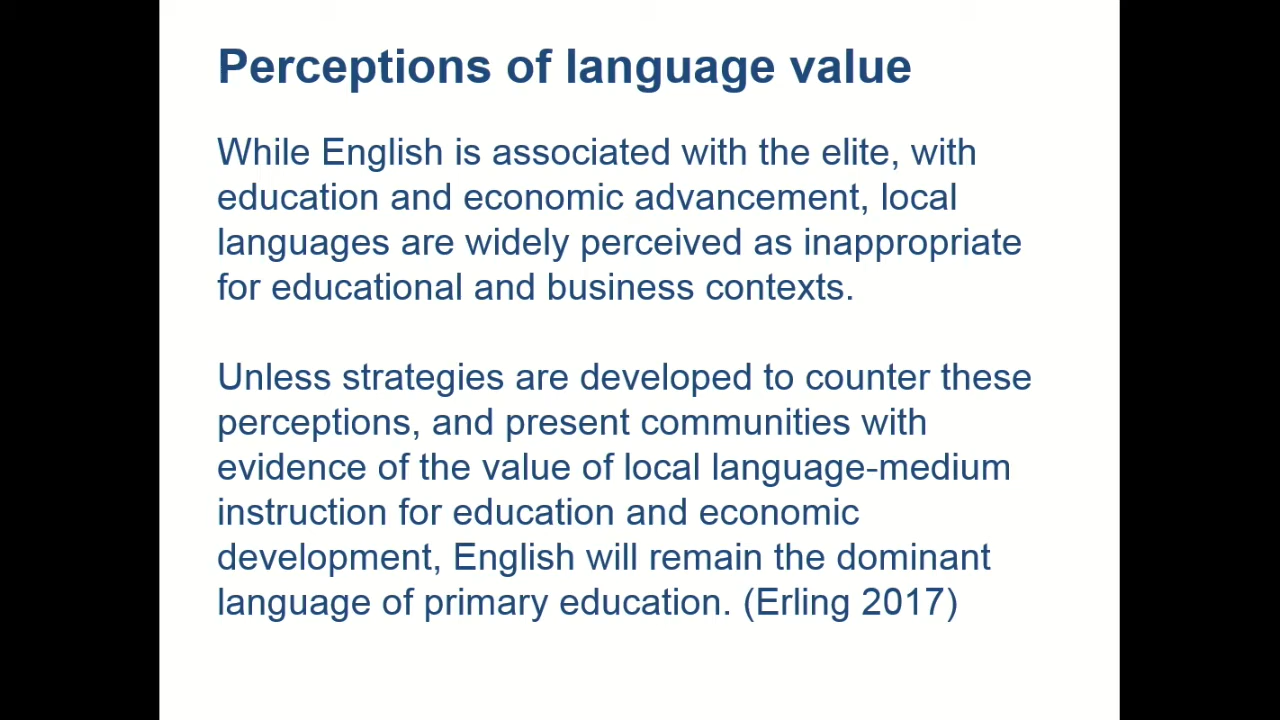 Perceptions of language value
While English is associated with the elite, with
education and economic advancement, local
languages are widely perceived as inappropriate
for educational and business contexts.
Unless strategies are developed to counter these
perceptions, and present communities with
evidence of the value of local language-medium
instruction for education and economic
development, English will remain the dominant
language of primary education. (Erling 2017)